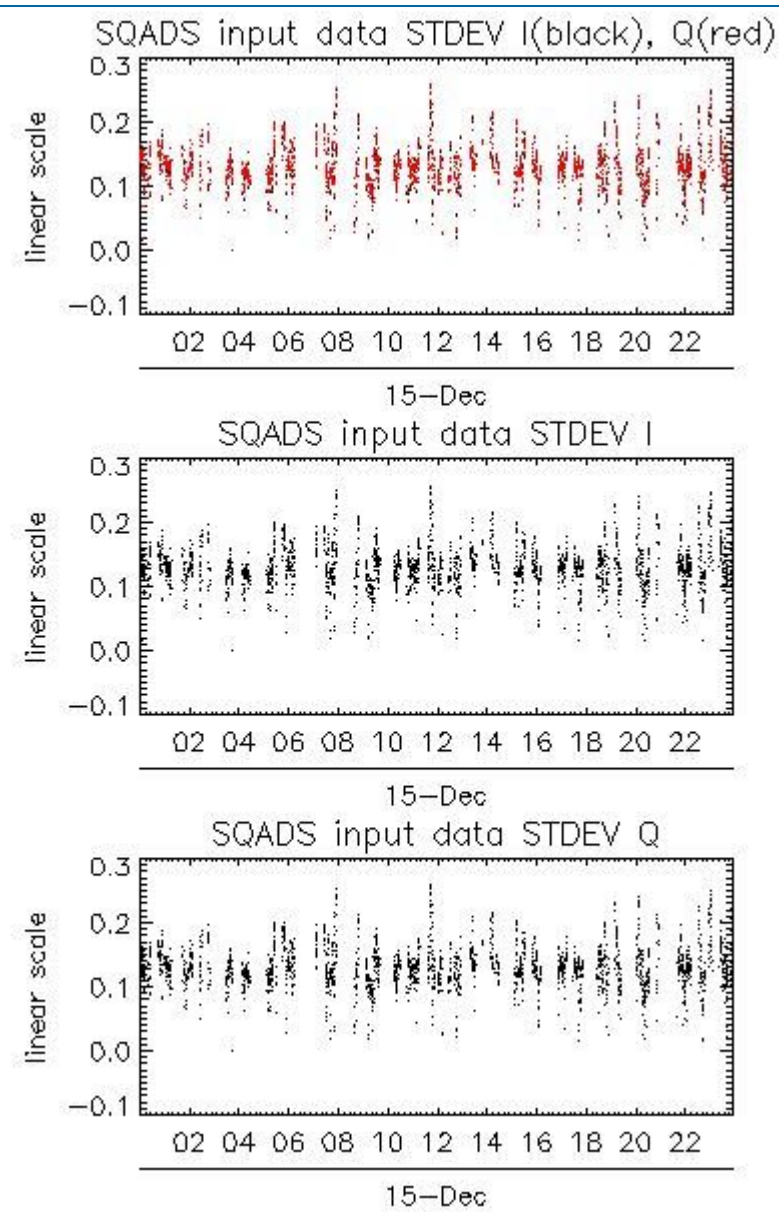 SQADS input data STDEV I(black), Q(red)
0.3
0.2
0.1
0.0
−0.1
linear scale
02 04 06 08 10 12 14 16 18 20 22
15−Dec
SQADS input data STDEV I
0.3
0.2
0.1
0.0
−0.1
linear scale
02 04 06 08 10 12 14 16 18 20 22
15−Dec
SQADS input data STDEV Q
0.3
0.2
0.1
0.0
−0.1
linear scale
02 04 06 08 10 12 14 16 18 20 22
15−Dec